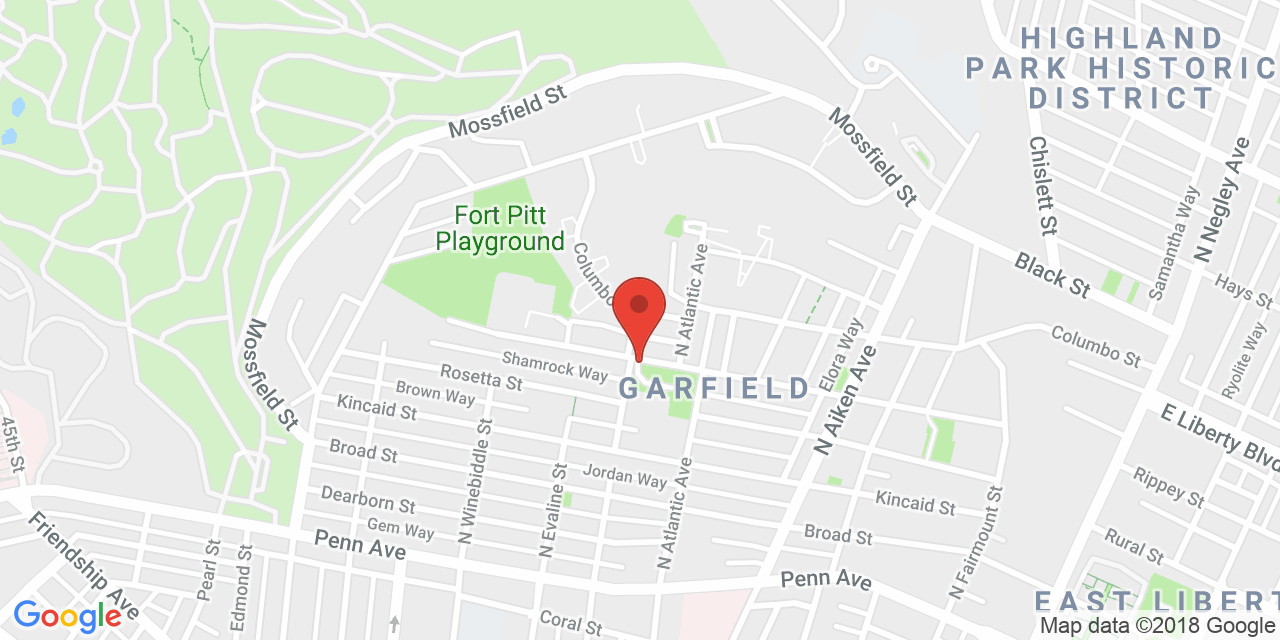 HIGHLAND
PARK HISTORIC
DISTRICT
Mossfield St
Mossfield St
Chislett St
N Negley Ave
Samantha Way
Fort Pitt
Playground
Columbo
N Atlantic Ave
Black St
Hays St
Mossfield St
Elora Way
N Aiken Ave
Columbo St
Ryolite Way
Shamrock Way
Rosetta St
GARFIELD
Brown Way
Kincaid St
45th St
E Liberty Blvd
Broad St
N Winebiddle St
N Evaline St
Jordan Way
N Atlantic Ave
Kincaid St
N Fairmount St
Rippey St
Dearborn St
Gem Way
Broad St
Rural St
Friendship Ave
Penn Ave
Penn Ave
Pearl St
Edmond St
Coral St
EAST LIBERT
Google
Map data ©2018 Google